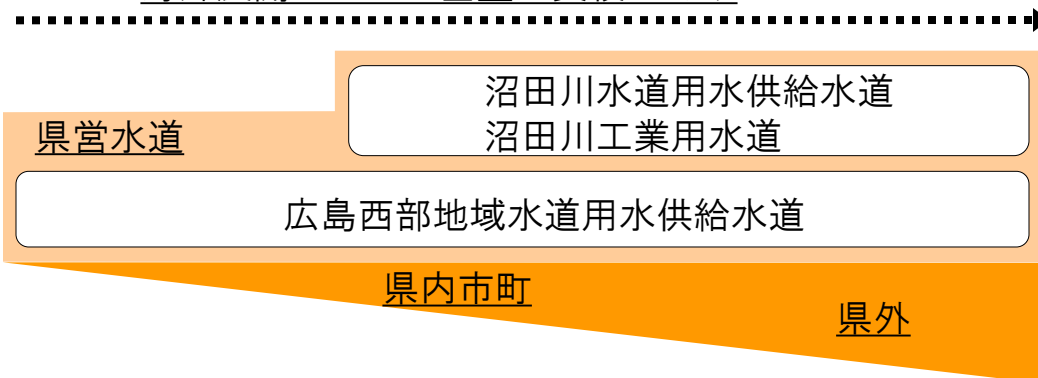 沼田川水道用水供給水道
沼田川工業用水道
県営水道
広島西部地域水道用水供給水道
県内市町
県外